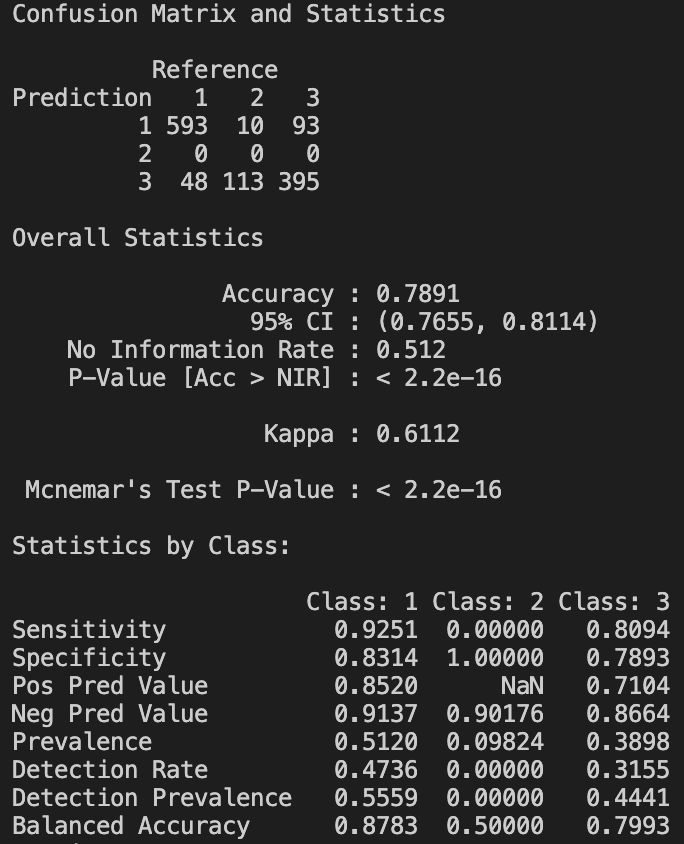 Confusion Matrix and Statistics
Reference
Prediction 1 2 3
1 593 10 93
2 0 0 0
3 48 113 395
Overall Statistics
Accuracy : 0.7891
95% CI : (0.7655, 0.8114)
No Information Rate : 0.512
P-Value [Acc > NIR] : < 2.2e-16
Kappa : 0.6112
Mcnemar's Test P-Value : < 2.2e-16
Statistics by Class:
Class: 1 Class: 2 Class: 3
Sensitivity 0.9251 0.00000 0.8094
Specificity 0.8314 1.00000 0.7893
Pos Pred Value 0.8520 NaN 0.7104
Neg Pred Value 0.9137 0.90176 0.8664
Prevalence 0.5120 0.09824 0.3898
Detection Rate 0.4736 0.00000 0.3155
Detection Prevalence 0.5559 0.00000 0.4441
Balanced Accuracy 0.8783 0.50000 0.7993